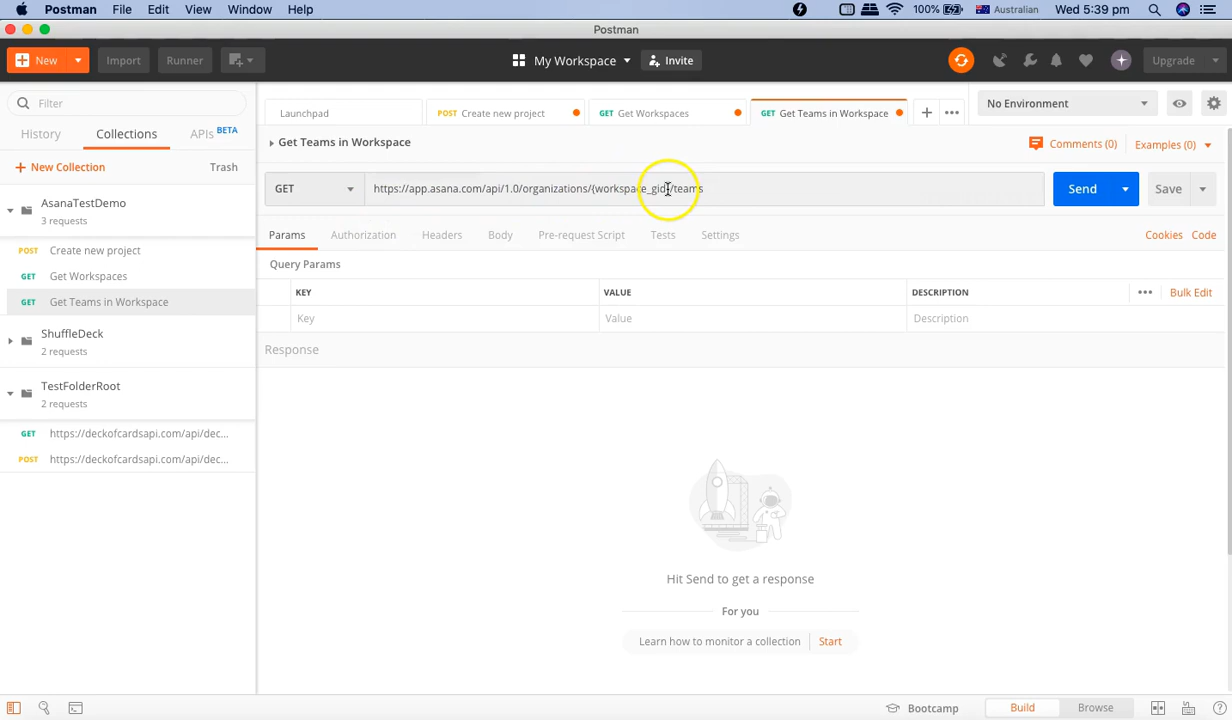 Postman File Edit View Window Help 100% Australian Wed 5:39 pm
Postman
New Import Runner My Workspace Invite Upgrade
Filter
History Collections APIs BETA
New Collection Trash
AsanaTestDemo
3 requests
POST Create new project
GET Get Workspaces
GET Get Teams in Workspace
ShuffleDeck
2 requests
TestFolderRoot
2 requests
GET https://deckofcardsapi.com/api/dec...
POST https://deckofcardsapi.com/api/dec...
Launchpad POST Create new project GET Get Workspaces GET Get Teams in Workspace No Environment
Get Teams in Workspace Comments (0) Examples (0)
GET https://app.asana.com/api/1.0/organizations/{workspace_gid}/teams Send Save
Params Authorization Headers Body Pre-request Script Tests Settings Cookies Code
Query Params
KEY VALUE DESCRIPTION Bulk Edit
Key Value Description
Response
Hit Send to get a response
For you
Learn how to monitor a collection Start
Bootcamp Build Browse